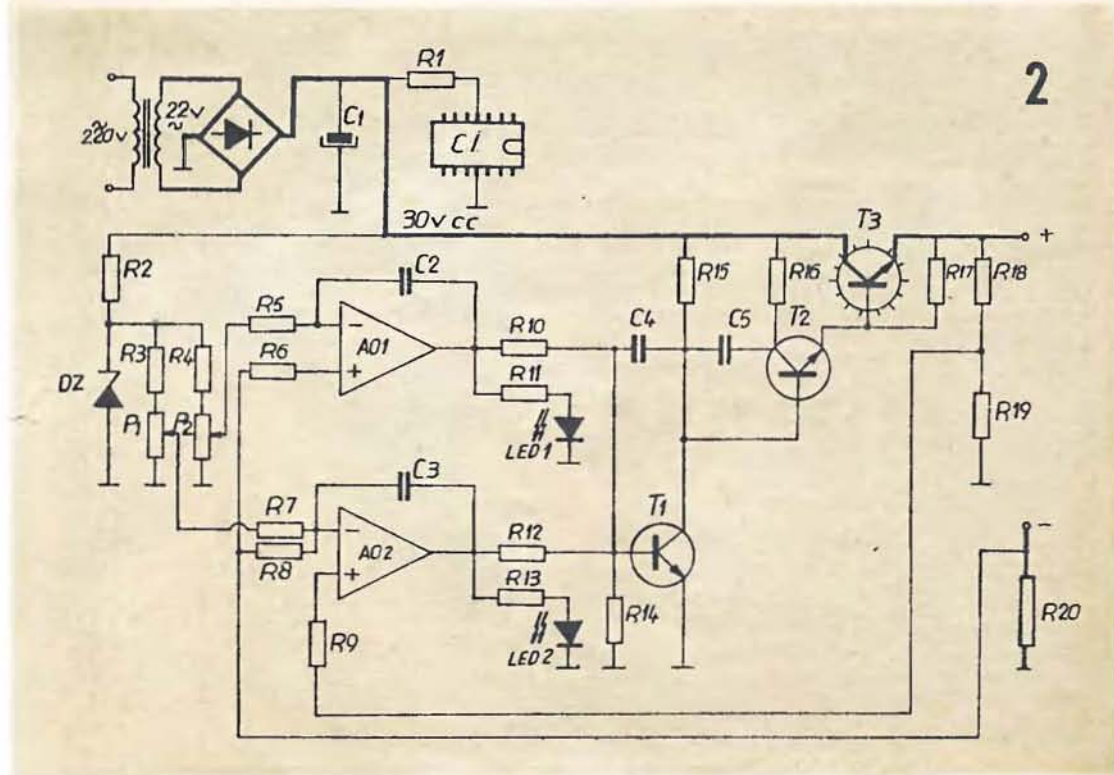 2
R1
C1
22v
~
~
220v
Ci
30v cc
T3
+
R2
C2
R15
R16
R17
R18
R5
R3
R4
R6
-
+
AO1
R10
C4
C5
T2
R11
DZ
P1
P2
LED1
R19
C3
R7
R8
-
+
AO2
R12
T1
-
R13
R9
R14
R20
LED2